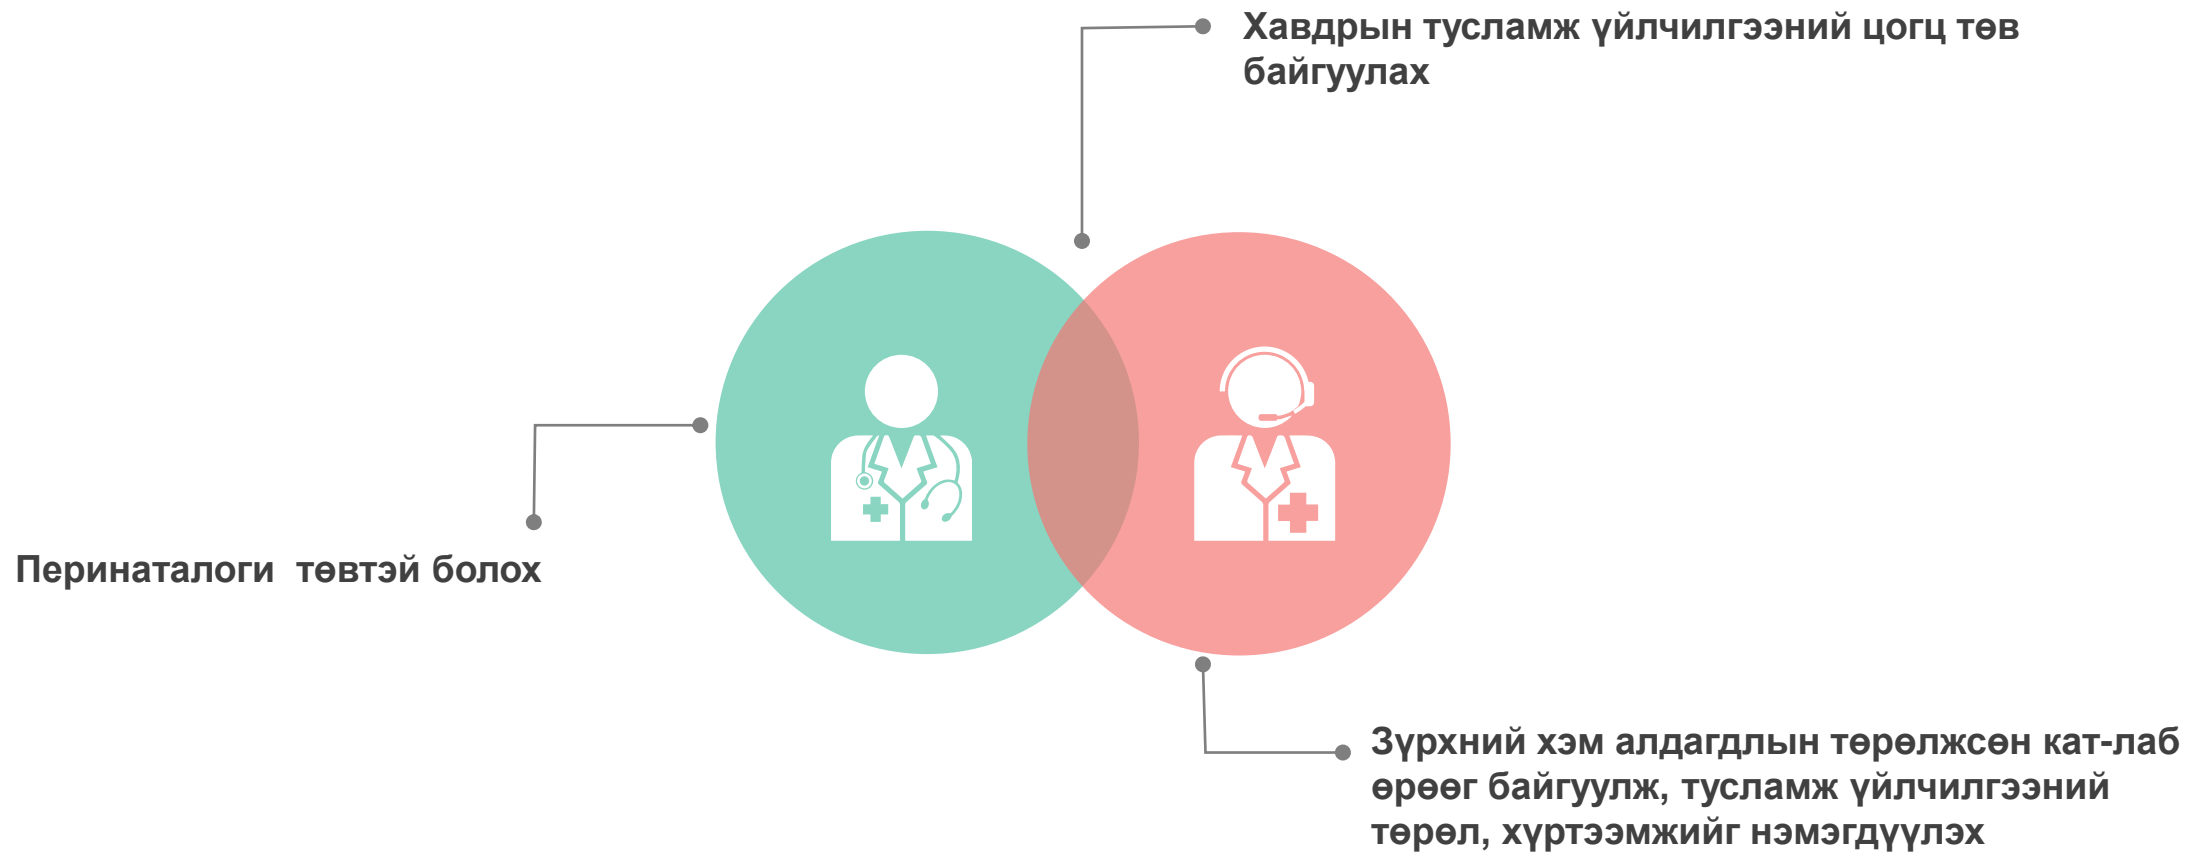 Хавдрын тусламж үйлчилгээний цогц төв
байгуулах
Перинаталоги төвтэй болох
Зүрхний хэм алдагдлын төрөлжсөн кат-лаб
өрөөг байгуулж, тусламж үйлчилгээний
төрөл, хүртээмжийг нэмэгдүүлэх